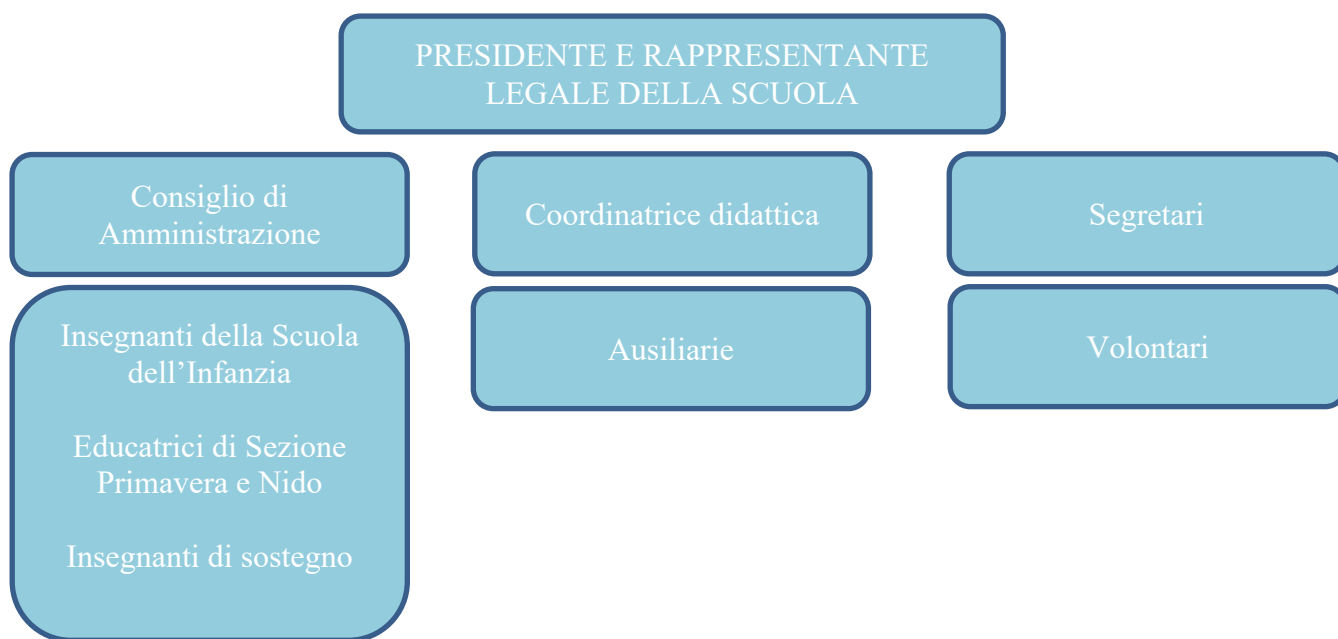 PRESIDENTE E RAPPRESENTANTE
LEGALE DELLA SCUOLA
Consiglio di
Amministrazione
Coordinatrice didattica
Segretari
Insegnanti della Scuola
dell’Infanzia
Educatrici di Sezione
Primavera e Nido
Insegnanti di sostegno
Ausiliarie
Volontari